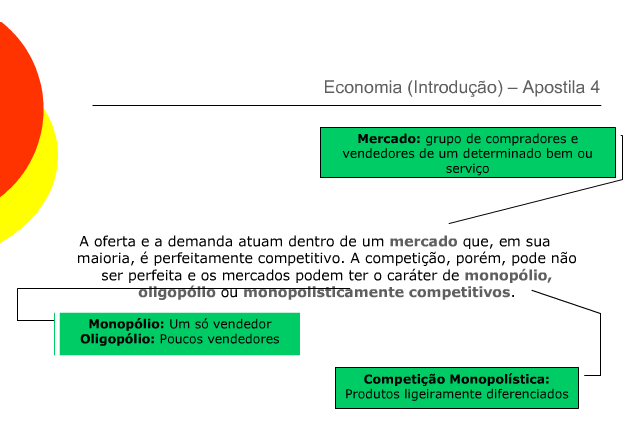 Economia (Introdução) – Apostila 4
Mercado: grupo de compradores e
vendedores de um determinado bem ou
serviço
A oferta e a demanda atuam dentro de um mercado que, em sua
maioria, é perfeitamente competitivo. A competição, porém, pode não
ser perfeita e os mercados podem ter o caráter de monopólio,
oligopólio ou monopolisticamente competitivos.
Monopólio: Um só vendedor
Oligopólio: Poucos vendedores
Competição Monopolística:
Produtos ligeiramente diferenciados